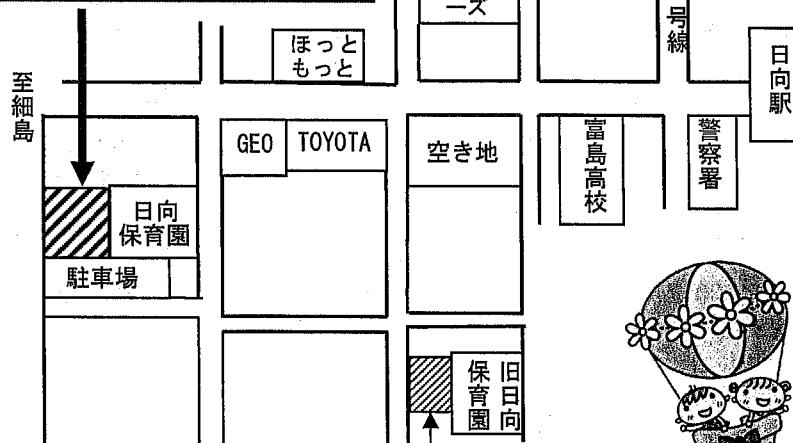 ーズ
号線
ほっと
もっと
日向駅
至細島
GEO
TOYOTA
空き地
富島高校
警察署
日向
保育園
駐車場
旧日向
保育園